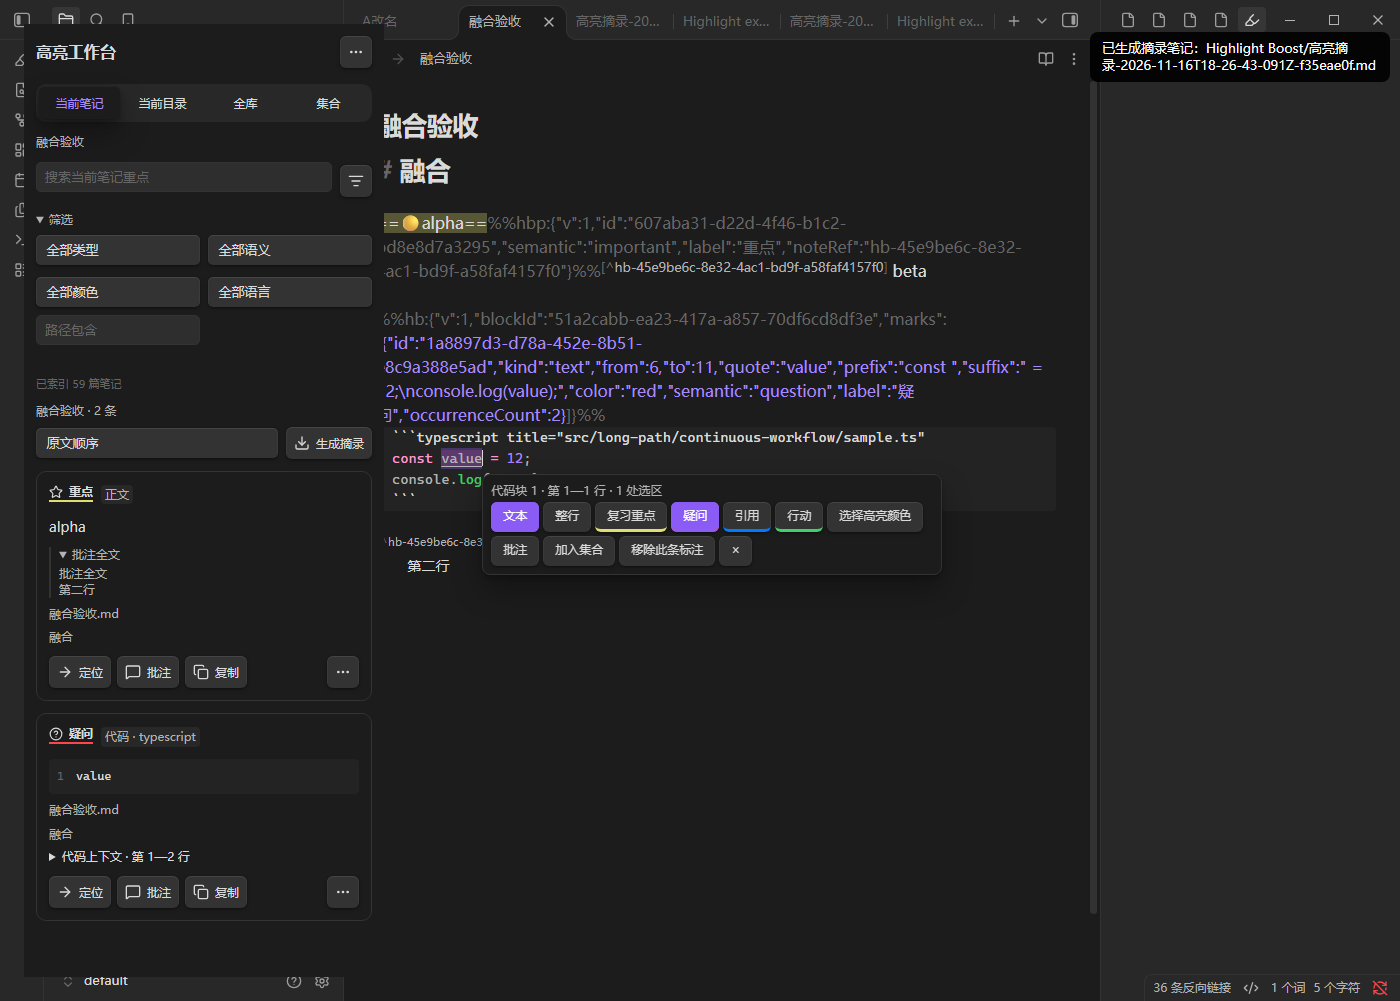 A改名
融合验收
高亮摘录-20...
Highlight ex...
高亮摘录-20...
Highlight ex...
高亮工作台
融合验收
已生成摘录笔记：Highlight Boost/高亮摘
录-2026-11-16T18-26-43-091Z-f35eae0f.md
当前笔记
当前目录
全库
集合
融合验收
搜索当前笔记重点
筛选
全部类型
全部语义
全部颜色
全部语言
路径包含
已索引 59 篇笔记
融合验收 · 2 条
原文顺序
生成摘录
重点
正文
alpha
批注全文
批注全文
第二行
融合验收.md
融合
定位
批注
复制
疑问
代码 · typescript
1 value
融合验收.md
融合
代码上下文 · 第 1—2 行
定位
批注
复制
default
融合验收
# 融合
==🟡alpha==%%hbp:{"v":1,"id":"607aba31-d22d-4f46-b1c2-
d8e8d7a3295","semantic":"important","label":"重点","noteRef":"hb-45e9be6c-8e32-
ac1-bd9f-a58faf4157f0"}%%[^hb-45e9be6c-8e32-4ac1-bd9f-a58faf4157f0] beta
%%hb:{"v":1,"blockId":"51a2cabb-ea23-417a-a857-70df6cd8df3e","marks":
{"id":"1a8897d3-d78a-452e-8b51-
8c9a388e5ad","kind":"text","from":6,"to":11,"quote":"value","prefix":"const ","suffix":" =
12;\nconsole.log(value);","color":"red","semantic":"question","label":"疑
问","occurrenceCount":2}]}%%
```typescript title="src/long-path/continuous-workflow/sample.ts"
const value = 12;
console.log
```
代码块 1 · 第 1—1 行 · 1 处选区
文本
整行
复习重点
疑问
引用
行动
选择高亮颜色
批注
加入集合
移除此条标注
×
^hb-45e9be6c-8e3
第二行
36 条反向链接
1 个词
5 个字符